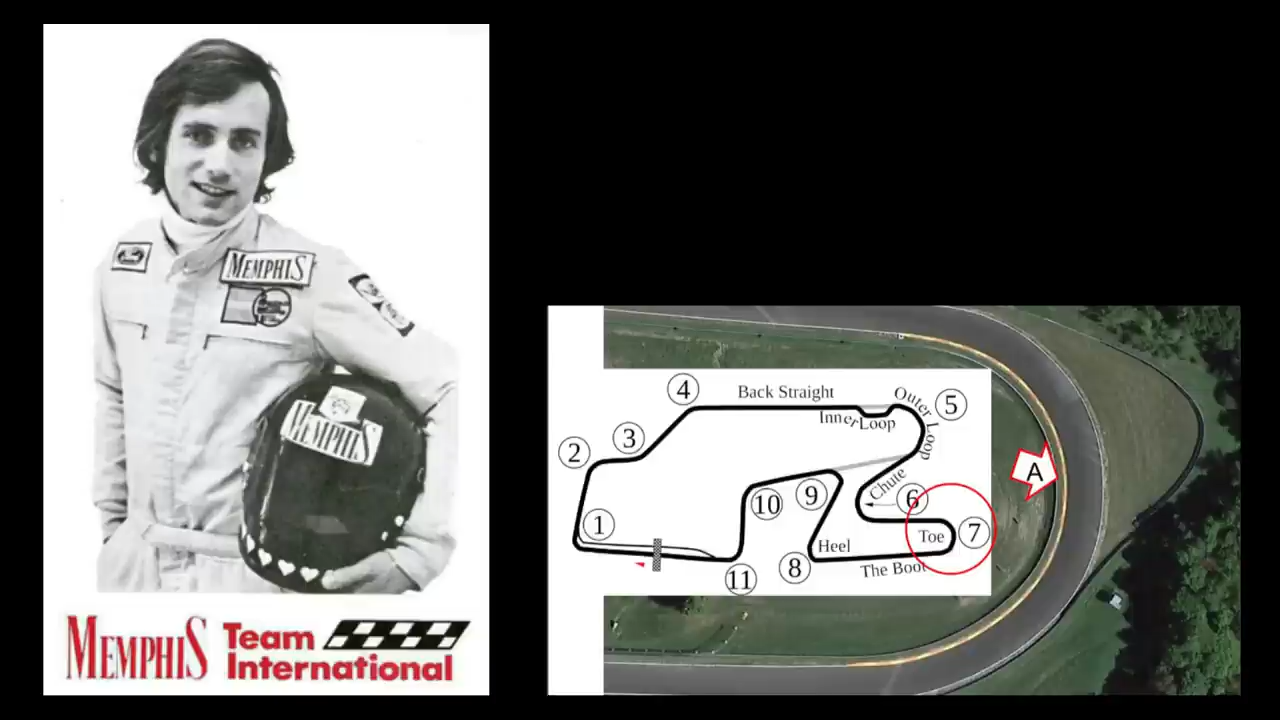 MEMPHIS
MEMPHIS
MEMPHIS Team
International
4
Back Straight
Outer Loop
5
Inner Loop
3
2
Chute
6
9
10
1
Toe
7
Heel
8
The Boot
11
A